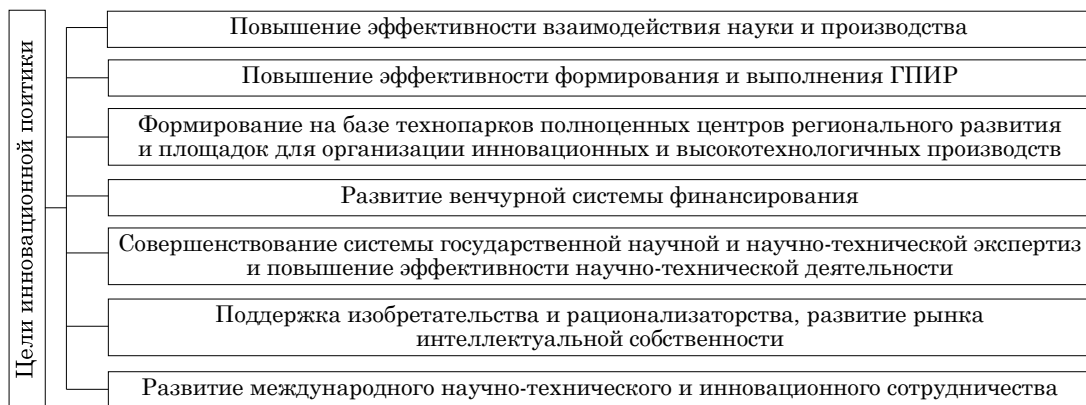 Цели инновационной поитики
Повышение эффективности взаимодействия науки и производства
Повышение эффективности формирования и выполнения ГПИР
Формирование на базе технопарков полноценных центров регионального развития
и площадок для организации инновационных и высокотехнологичных производств
Развитие венчурной системы финансирования
Совершенствование системы государственной научной и научно-технической экспертиз
и повышение эффективности научно-технической деятельности
Поддержка изобретательства и рационализаторства, развитие рынка
интеллектуальной собственности
Развитие международного научно-технического и инновационного сотрудничества